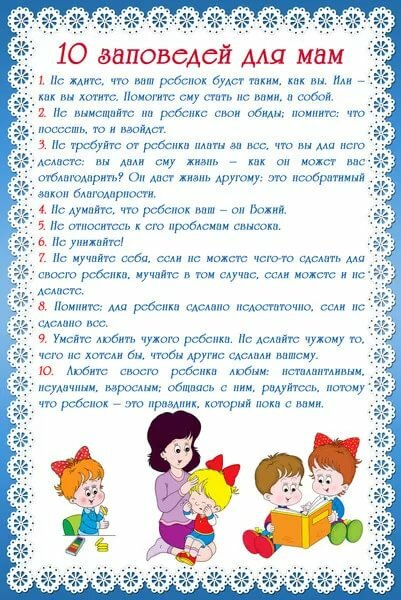 10 заповедей для мам
1. Не ждите, что ваш ребенок будет таким, как вы. Или –
как вы хотите. Помогите ему стать не вами, а собой.
2. Не вымещайте на ребенке свои обиды; помните: что
посеешь, то и взойдет.
3. Не требуйте от ребенка платы за все, что вы для него
делаете: вы дали ему жизнь – как он может вас
отблагодарить? Он даст жизнь другому: это необратимый
закон благодарности.
4. Не думайте, что ребенок ваш – он Божий.
5. Не относитесь к его проблемам свысока.
6. Не унижайте!
7. Не мучайте себя, если не можете чего-то сделать для
своего ребенка, мучайте в том случае, если можете и не
делаете.
8. Помните: для ребенка сделано недостаточно, если не
сделано все.
9. Умейте любить чужого ребенка. Не делайте чужому то,
чего не хотели бы, чтобы другие сделали вашему.
10. Любите своего ребенка любым: неталантливым,
неудачным, взрослым; общаясь с ним, радуйтесь, потому
что ребенок – это праздник, который пока с вами.